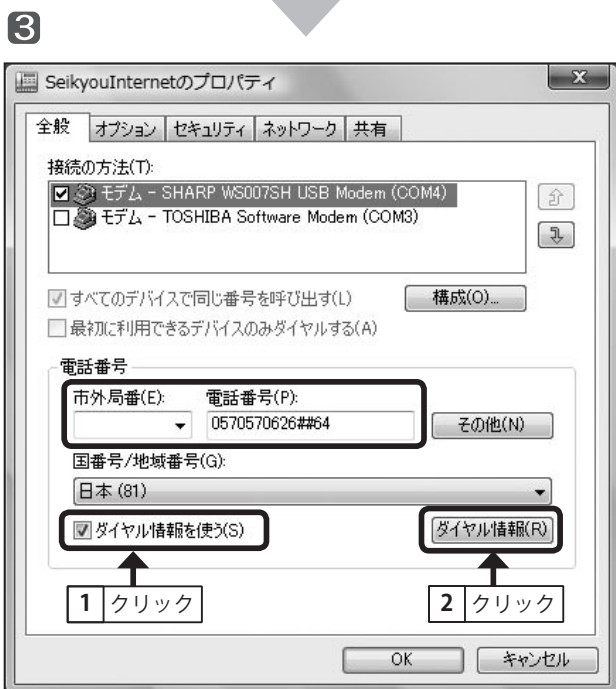 3
SeikyouInternetのプロパティ
x
全般 オプション セキュリティ ネットワーク 共有
接続の方法(T):
モデム - SHARP WS007SH USB Modem (COM4)
モデム - TOSHIBA Software Modem (COM3)
すべてのデバイスで同じ番号を呼び出す(L) 構成(O)...
最初に利用できるデバイスのみダイヤルする(A)
電話番号
市外局番(E): 電話番号(P):
0570570626##64 その他(N)
国番号/地域番号(G):
日本 (81)
ダイヤル情報を使う(S) ダイヤル情報(R)
1 クリック 2 クリック
OK キャンセル